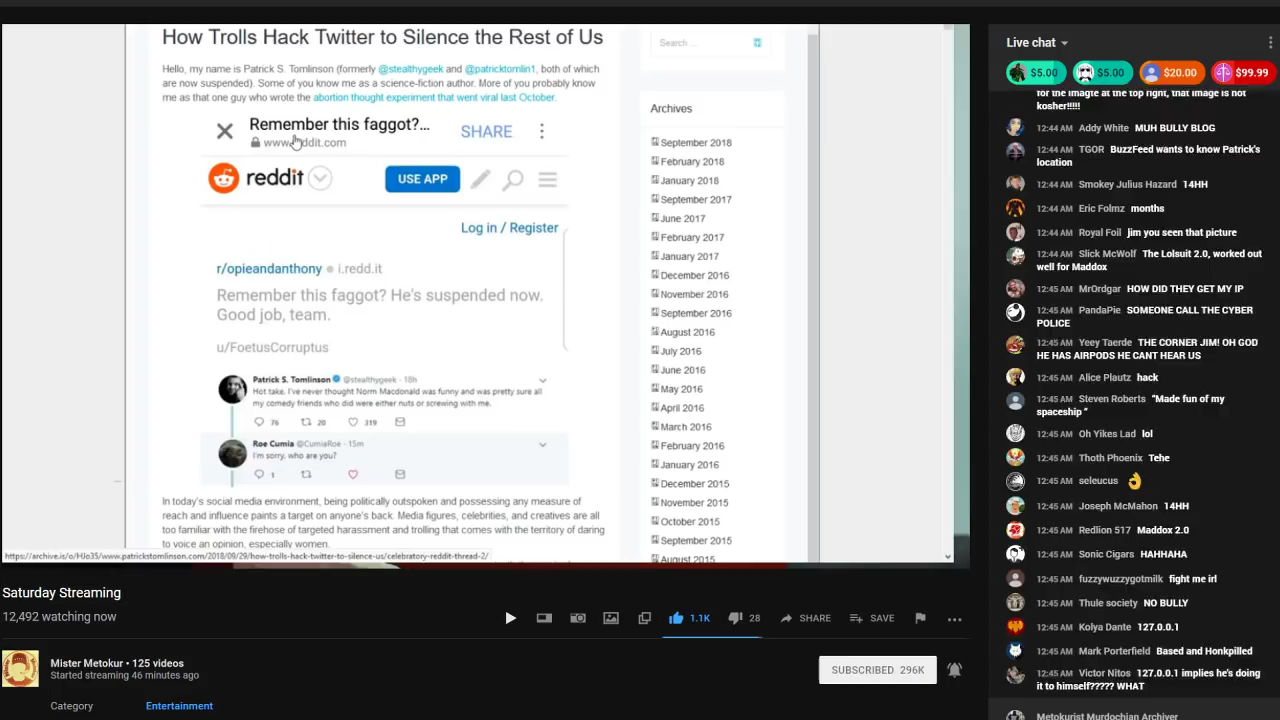 How Trolls Hack Twitter to Silence the Rest of Us
Hello, my name is Patrick S. Tomlinson (formerly @stealthygeek and @patricktomlin1, both of which
are now suspended). Some of you know me as a science-fiction author. More of you probably
know me as that one guy who wrote the abortion thought experiment that went viral last October.
Remember this faggot?...
www.reddit.com
SHARE
reddit
USE APP
Log in / Register
r/opieandanthony • i.redd.it
Remember this faggot? He's suspended now.
Good job, team.
u/FoetusCorruptus
Patrick S. Tomlinson @stealthygeek · 18h
Hot take, I've never thought Norm Macdonald was funny and was pretty sure all
my comedy friends who did were either nuts or screwing with me.
76 20 319
Roe Cumia @CumiaRoe · 15m
I'm sorry, who are you?
1
In today's social media environment, being politically outspoken and possessing any measure of
reach and influence paints a target on anyone's back. Media figures, celebrities, and creatives are all
too familiar with the firehose of targeted harassment and trolling that comes with the territory of daring
to voice an opinion, especially women.
https://archive.is/o/HJo35/www.patrickstomlinson.com/2018/09/29/how-trolls-hack-twitter-to-silence-us/celebratory-reddit-thread-2/
Search ...
Archives
September 2018
February 2018
January 2018
September 2017
June 2017
February 2017
January 2017
December 2016
November 2016
September 2016
August 2016
July 2016
June 2016
May 2016
April 2016
March 2016
February 2016
January 2016
December 2015
November 2015
October 2015
September 2015
August 2015
Saturday Streaming
12,492 watching now
1.1K 28 SHARE SAVE
Mister Metokur • 125 videos
Started streaming 46 minutes ago
SUBSCRIBED 296K
Category Entertainment
Live chat
$5.00 $5.00 $20.00 $99.99
for the image at the top right, that image is not
kosher!!!!!
12:44 AM Addy White MUH BULLY BLOG
12:44 AM TGOR BuzzFeed wants to know Patrick's
location
12:44 AM Smokey Julius Hazard 14HH
12:44 AM Eric Folmz months
12:44 AM Royal Foil jim you seen that picture
12:44 AM Slick McWolf The Lolsuit 2.0, worked out
well for Maddox
12:45 AM MrOrdgar HOW DID THEY GET MY IP
12:45 AM PandaPie SOMEONE CALL THE CYBER
POLICE
12:45 AM Yeey Taerde THE CORNER JIM! OH GOD
HE HAS AIRPODS HE CANT HEAR US
12:45 AM Alice Plautz hack
12:45 AM Steven Roberts "Made fun of my
spaceship "
12:45 AM Oh Yikes Lad lol
12:45 AM Thoth Phoenix Tehe
12:45 AM seleucus 👌
12:45 AM Joseph McMahon 14HH
12:45 AM Redlion 517 Maddox 2.0
12:45 AM Sonic Cigars HAHHAHA
12:45 AM fuzzywuzzygotmilk fight me irl
12:45 AM Thule society NO BULLY
12:45 AM Kolya Dante 127.0.0.1
12:45 AM Mark Porterfield Based and Honkpilled
12:45 AM Victor Nitos 127.0.0.1 implies he's doing
it to himself????? WHAT
Metokurist Murdochian Archiver